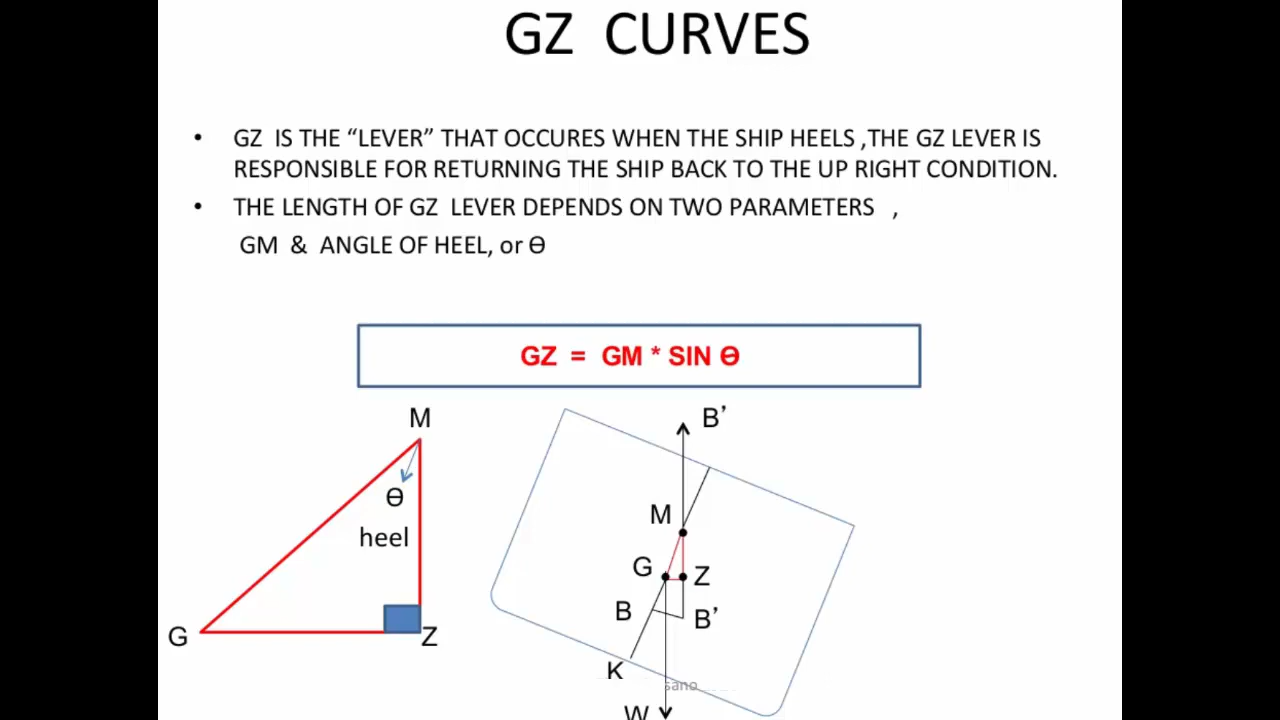 GZ CURVES
• GZ IS THE “LEVER” THAT OCCURES WHEN THE SHIP HEELS ,THE GZ LEVER IS
RESPONSIBLE FOR RETURNING THE SHIP BACK TO THE UP RIGHT CONDITION.
• THE LENGTH OF GZ LEVER DEPENDS ON TWO PARAMETERS ,
GM & ANGLE OF HEEL, or Ɵ
GZ = GM * SIN Ɵ
M
Ɵ
heel
G
Z
B’
M
G
Z
B
B’
K
sano
W